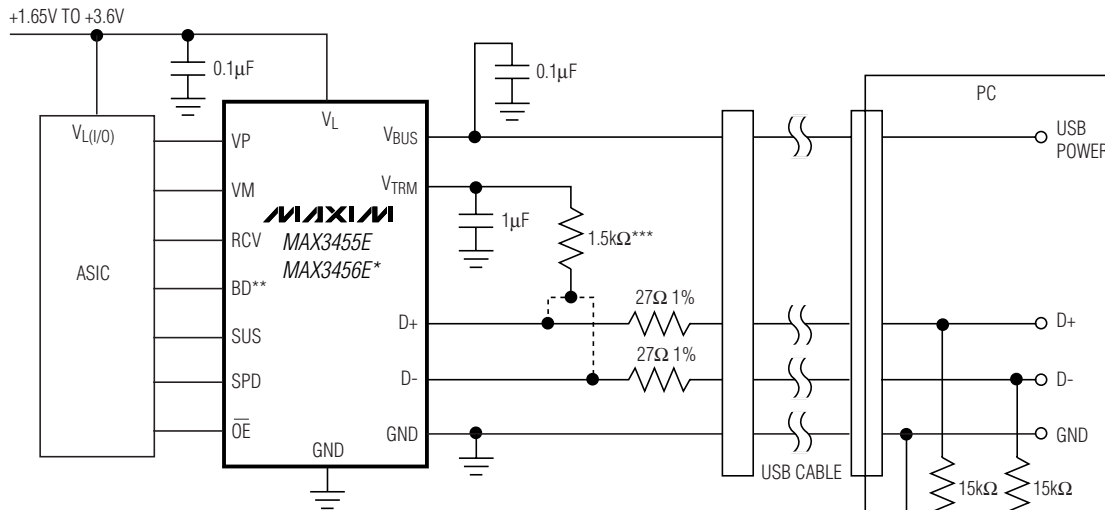 +1.65V TO +3.6V
0.1µF
0.1µF
PC
VL(I/O)
VL
VP
VBUS
USB
POWER
VM
VTRM
MAXIM
MAX3455E
MAX3456E*
1µF
1.5kΩ***
RCV
ASIC
BD**
27Ω 1%
SUS
D+
D+
27Ω 1%
SPD
D-
D-
OE
GND
GND
GND
USB CABLE
15kΩ
15kΩ